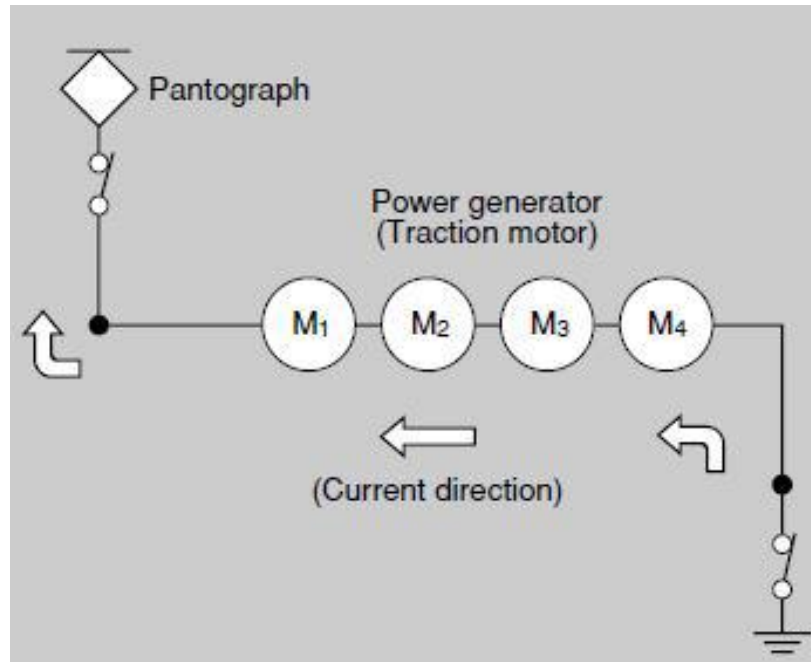 Pantograph
Power generator
(Traction motor)
M1 M2 M3 M4
(Current direction)